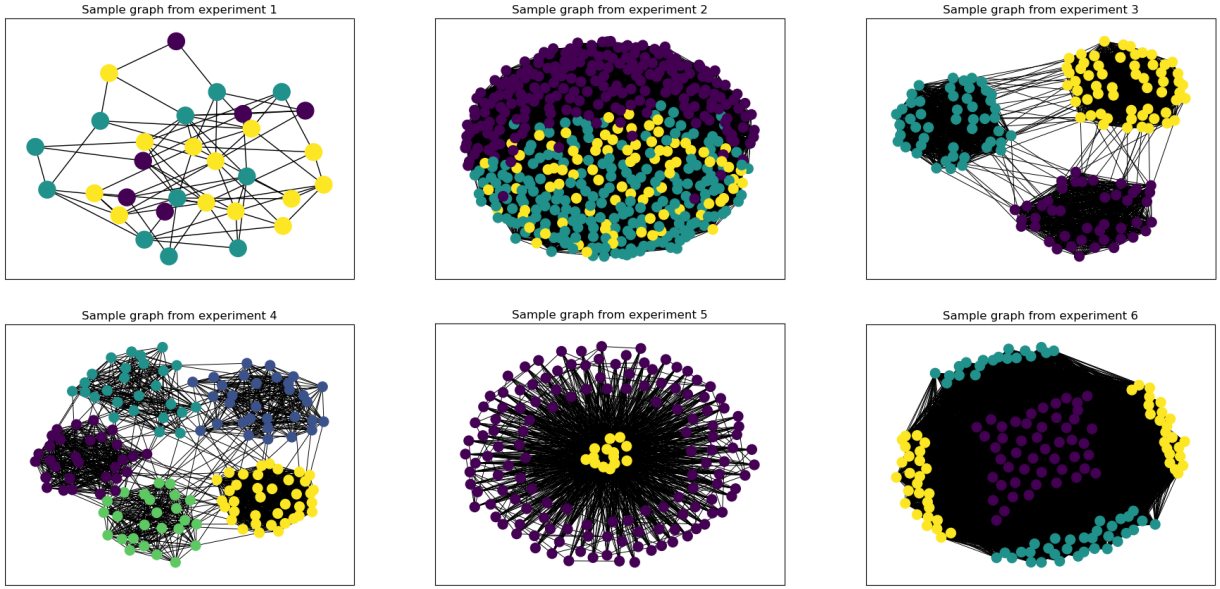 Sample graph from experiment 1
Sample graph from experiment 2
Sample graph from experiment 3
Sample graph from experiment 4
Sample graph from experiment 5
Sample graph from experiment 6